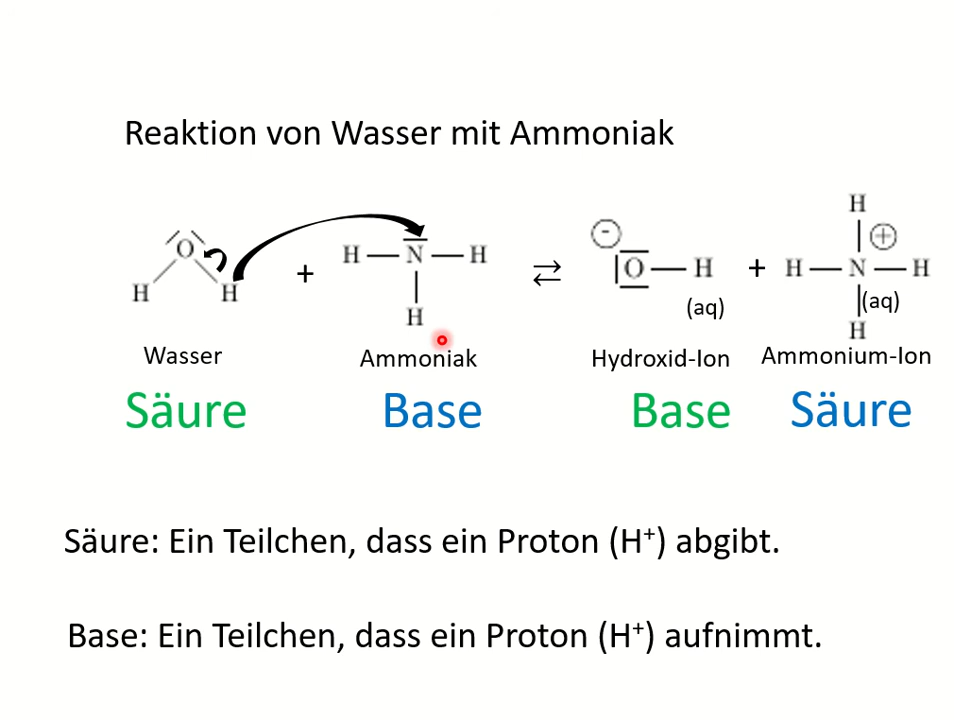 Reaktion von Wasser mit Ammoniak
H
O
H
H
+
H — N — H
H
⇄
-
O — H
(aq)
+
H
+
H — N — H
(aq)
H
Wasser
Ammoniak
Hydroxid-Ion
Ammonium-Ion
Säure
Base
Base
Säure
Säure: Ein Teilchen, dass ein Proton (H⁺) abgibt.
Base: Ein Teilchen, dass ein Proton (H⁺) aufnimmt.